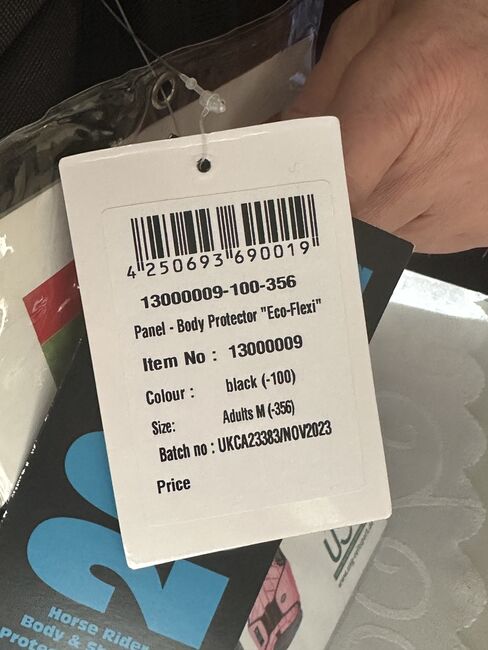 4 250693 690019
13000009-100-356
Panel - Body Protector "Eco-Flexi"
Item No : 13000009
Colour : black (-100)
Size: Adults M (-356)
Batch no : UKCA23383/NOV2023
Price
Horse Rider
Body &